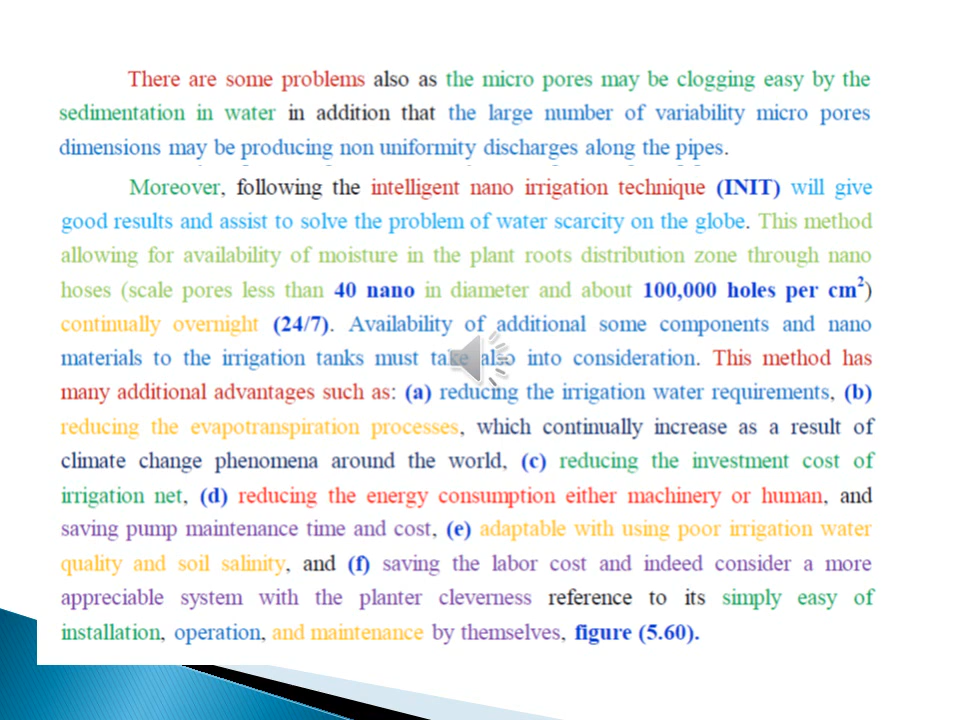 There are some problems also as the micro pores may be clogging easy by the
sedimentation in water in addition that the large number of variability micro pores
dimensions may be producing non uniformity discharges along the pipes.
Moreover, following the intelligent nano irrigation technique (INIT) will give
good results and assist to solve the problem of water scarcity on the globe. This method
allowing for availability of moisture in the plant roots distribution zone through nano
hoses (scale pores less than 40 nano in diameter and about 100,000 holes per cm²)
continually overnight (24/7). Availability of additional some components and nano
materials to the irrigation tanks must take also into consideration. This method has
many additional advantages such as: (a) reducing the irrigation water requirements, (b)
reducing the evapotranspiration processes, which continually increase as a result of
climate change phenomena around the world, (c) reducing the investment cost of
irrigation net, (d) reducing the energy consumption either machinery or human, and
saving pump maintenance time and cost, (e) adaptable with using poor irrigation water
quality and soil salinity, and (f) saving the labor cost and indeed consider a more
appreciable system with the planter cleverness reference to its simply easy of
installation, operation, and maintenance by themselves, figure (5.60).